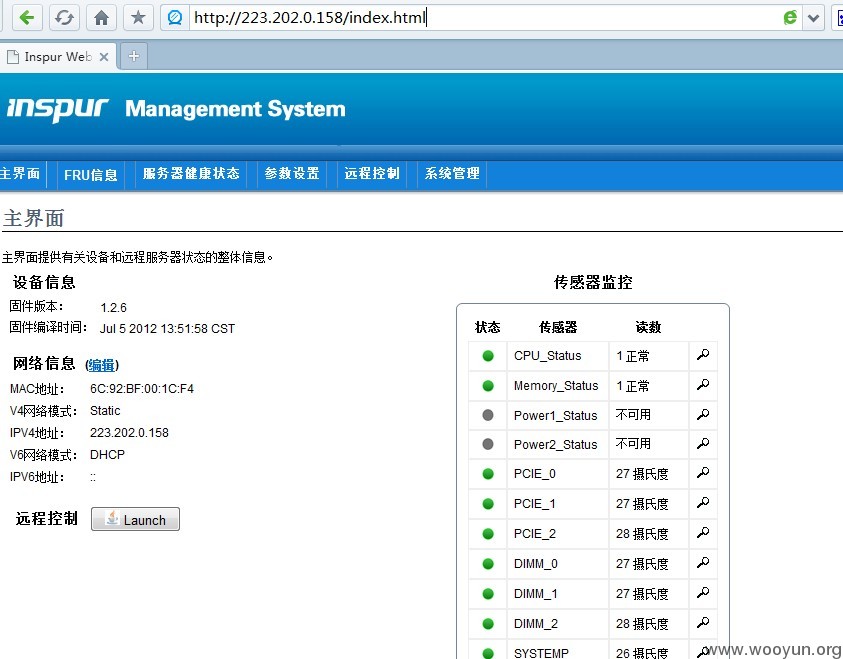 http://223.202.0.158/index.html
Inspur Web
inspur Management System
主界面 FRU信息 服务器健康状态 参数设置 远程控制 系统管理
主界面
主界面提供有关设备和远程服务器状态的整体信息。
设备信息
固件版本: 1.2.6
固件编译时间: Jul 5 2012 13:51:58 CST
网络信息 (编辑)
MAC地址: 6C:92:BF:00:1C:F4
V4网络模式: Static
IPV4地址: 223.202.0.158
V6网络模式: DHCP
IPV6地址: ::
远程控制 Launch
传感器监控
状态 传感器 读数
CPU_Status 1 正常
Memory_Status 1 正常
Power1_Status 不可用
Power2_Status 不可用
PCIE_0 27 摄氏度
PCIE_1 27 摄氏度
PCIE_2 28 摄氏度
DIMM_0 27 摄氏度
DIMM_1 27 摄氏度
DIMM_2 28 摄氏度
SYSTEMP 26 摄氏度
www.wooyun.org